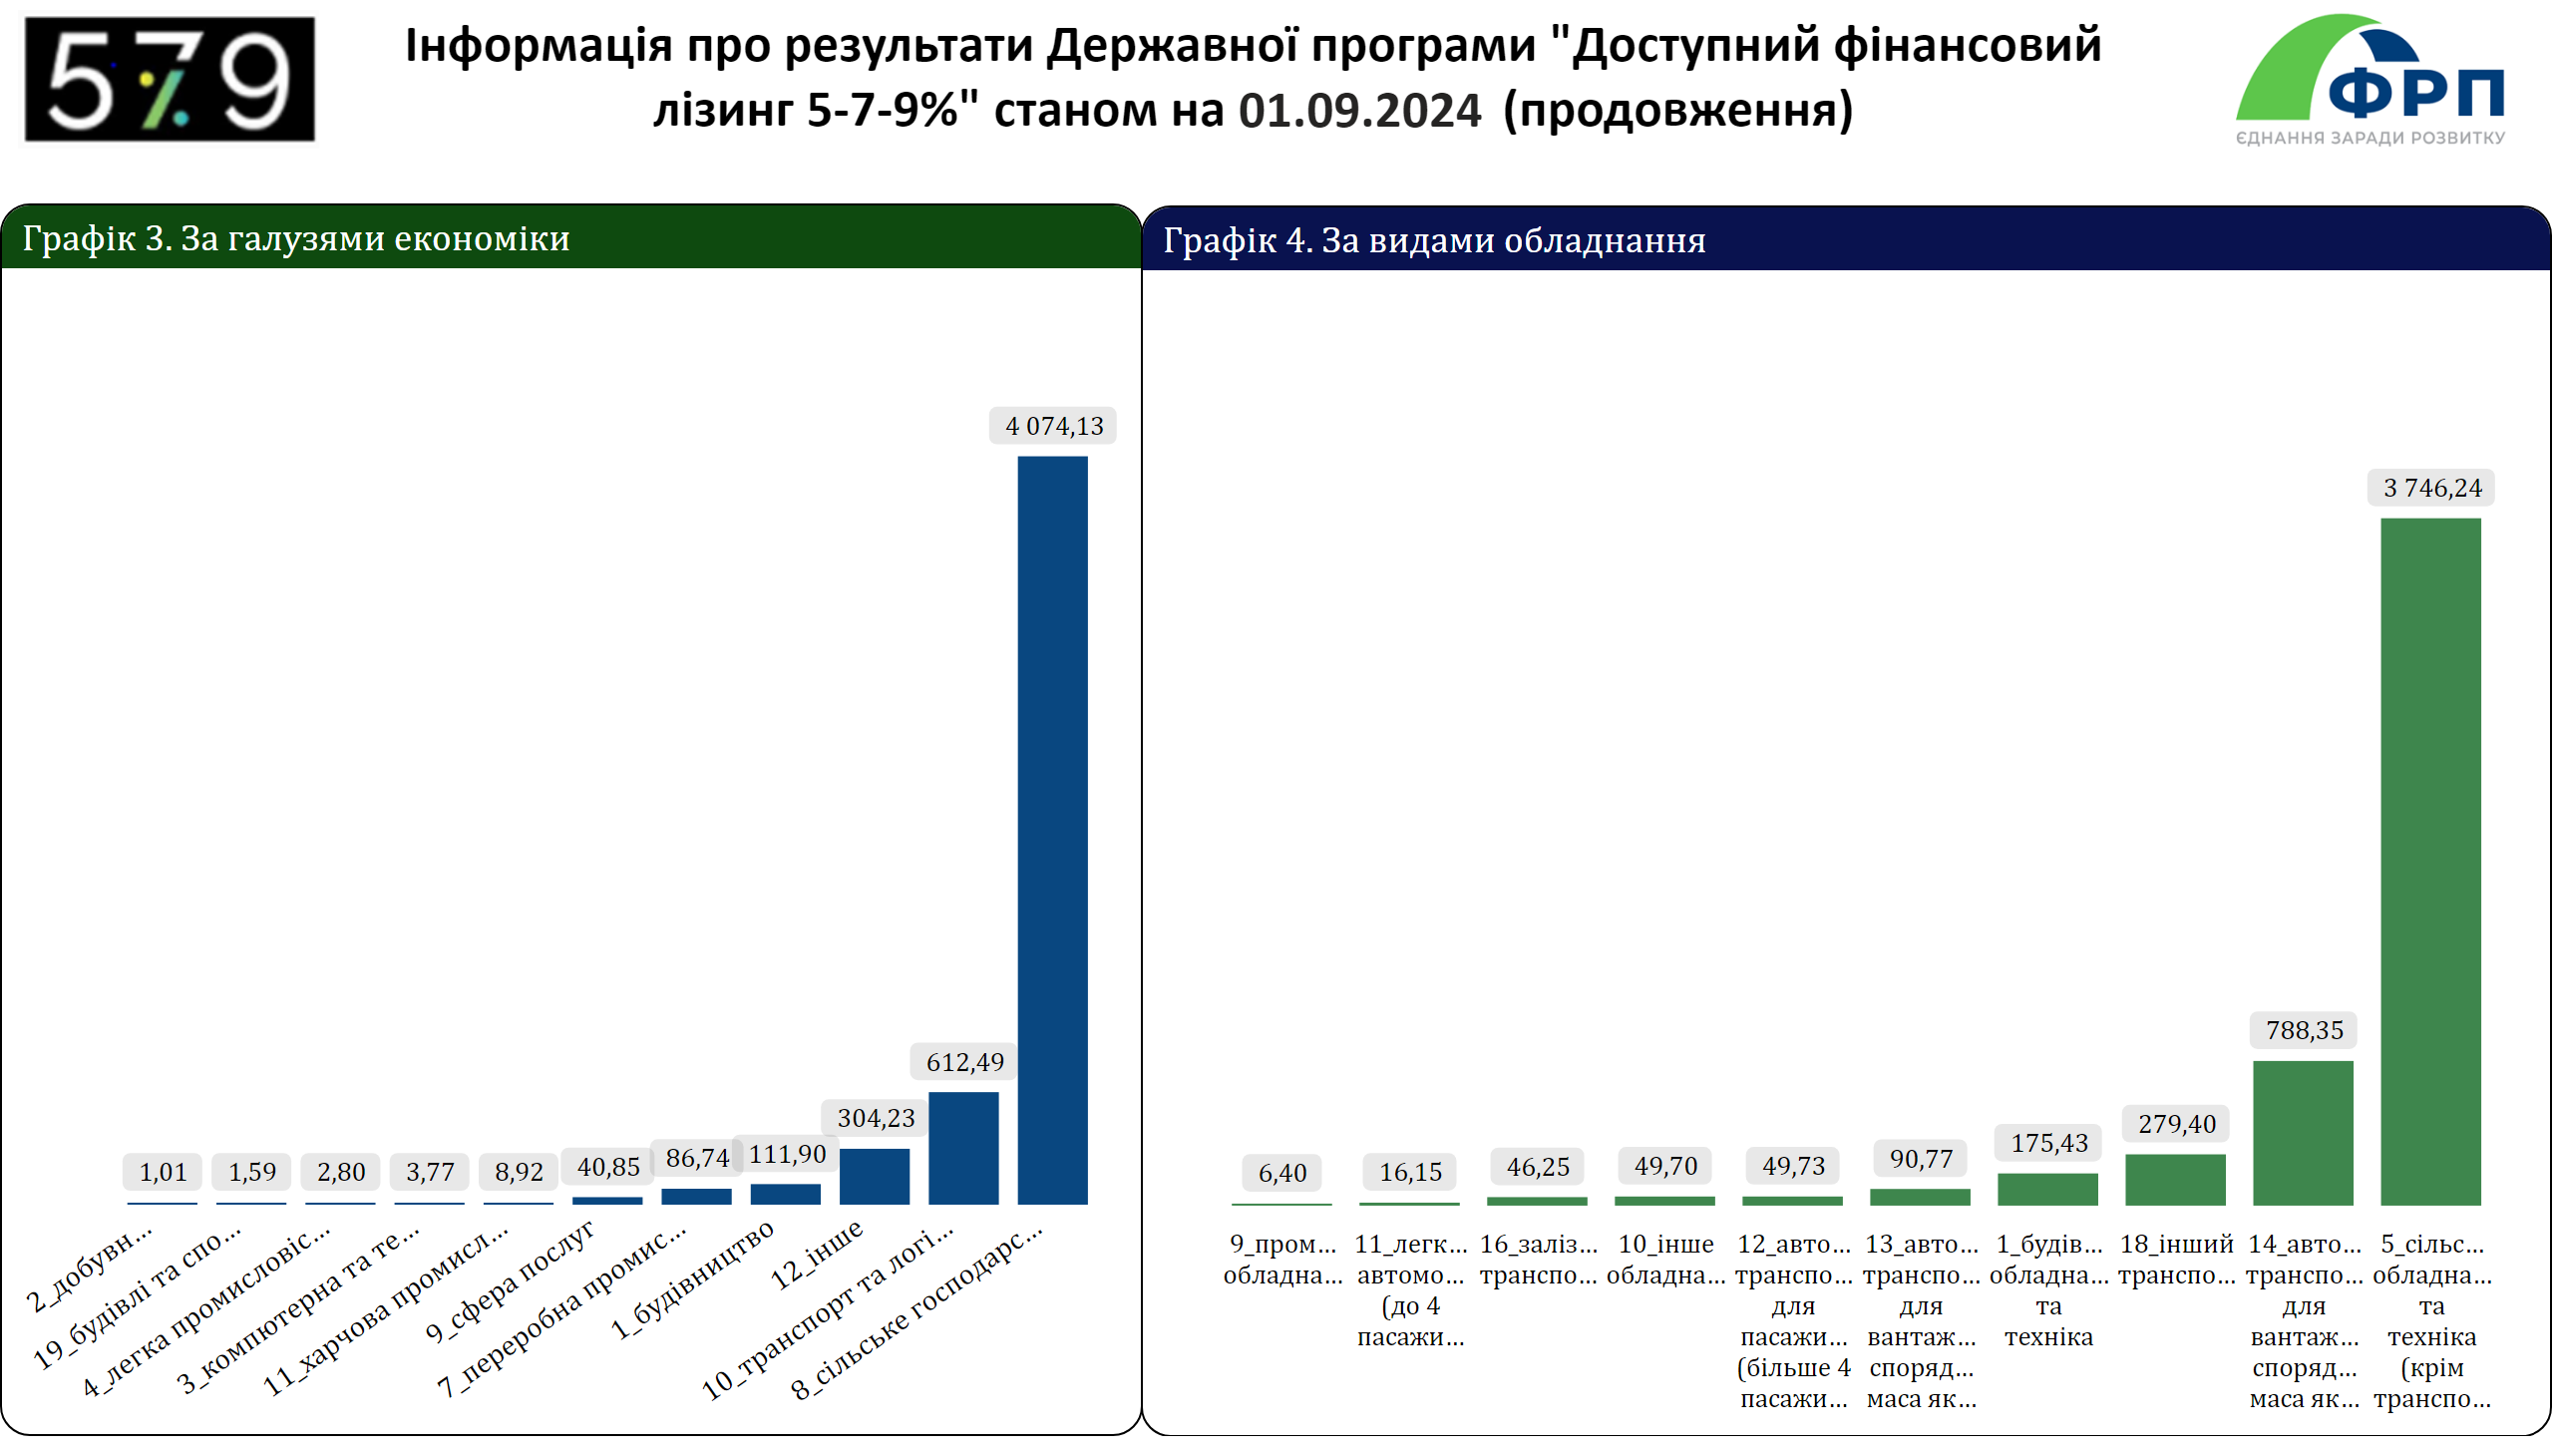 579
Інформація про результати Державної програми "Доступний фінансовий
лізинг 5-7-9%" станом на 01.09.2024 (продовження)
ФРП
ЄДНАННЯ ЗАРАДИ РОЗВИТКУ
Графік 3. За галузями економіки
4 074,13
612,49
304,23
111,90
86,74
40,85
8,92
3,77
2,80
1,59
1,01
2_добувн...
19_будівлі та спо...
4_легка промисловіс...
3_компютерна та те...
11_харчова промисл...
9_сфера послуг
7_переробна промис...
1_будівництво
12_інше
10_транспорт та логі...
8_сільське господарс...
Графік 4. За видами обладнання
3 746,24
788,35
279,40
175,43
90,77
49,73
49,70
46,25
16,15
6,40
9_пром...
обладна...
11_легк...
автомо...
(до 4
пасажи...
16_заліз...
транспо...
10_інше
обладна...
12_авто...
транспо...
для
пасажи...
(більше 4
пасажи...
13_авто...
транспо...
для
вантаж...
споряд...
маса як...
1_будів...
обладна...
та
техніка
18_інший
транспо...
14_авто...
транспо...
для
вантаж...
споряд...
маса як...
5_сільс...
обладна...
та
техніка
(крім
транспо...